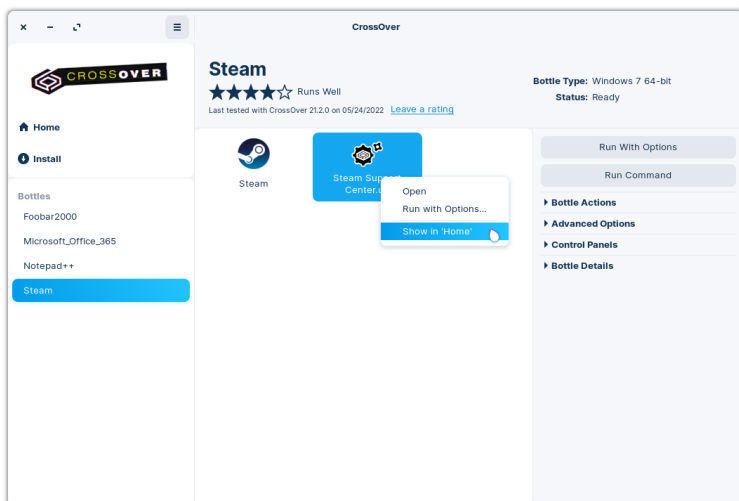 CrossOver
CROSSOVER
Home
Install
Bottles
Foobar2000
Microsoft_Office_365
Notepad++
Steam
Steam
Runs Well
Last tested with CrossOver 21.2.0 on 05/24/2022 Leave a rating
Bottle Type: Windows 7 64-bit
Status: Ready
Steam
Steam Sup
Center.u
Open
Run with Options...
Show in 'Home'
Run With Options
Run Command
Bottle Actions
Advanced Options
Control Panels
Bottle Details